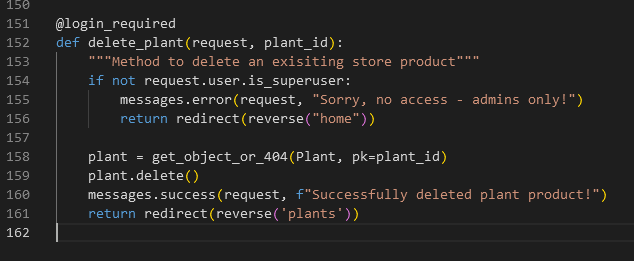 150
151 @login_required
152 def delete_plant(request, plant_id):
153     """Method to delete an exisiting store product"""
154     if not request.user.is_superuser:
155         messages.error(request, "Sorry, no access - admins only!")
156         return redirect(reverse("home"))
157
158     plant = get_object_or_404(Plant, pk=plant_id)
159     plant.delete()
160     messages.success(request, f"Successfully deleted plant product!")
161     return redirect(reverse('plants'))
162